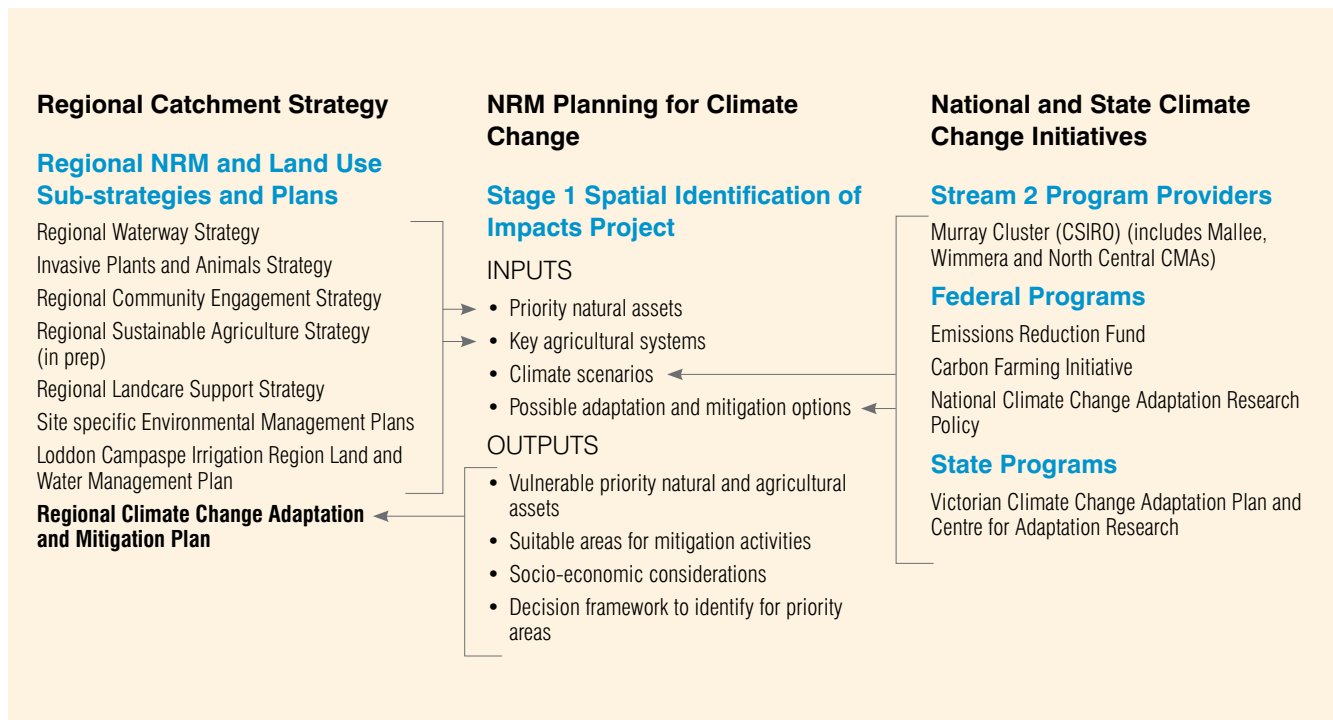 Regional Catchment Strategy
Regional NRM and Land Use
Sub-strategies and Plans
Regional Waterway Strategy
Invasive Plants and Animals Strategy
Regional Community Engagement Strategy
Regional Sustainable Agriculture Strategy
(in prep)
Regional Landcare Support Strategy
Site specific Environmental Management Plans
Loddon Campaspe Irrigation Region Land and
Water Management Plan
Regional Climate Change Adaptation
and Mitigation Plan
NRM Planning for Climate
Change
Stage 1 Spatial Identification of
Impacts Project
INPUTS
• Priority natural assets
• Key agricultural systems
• Climate scenarios
• Possible adaptation and mitigation options
OUTPUTS
• Vulnerable priority natural and agricultural
assets
• Suitable areas for mitigation activities
• Socio-economic considerations
• Decision framework to identify for priority
areas
National and State Climate
Change Initiatives
Stream 2 Program Providers
Murray Cluster (CSIRO) (includes Mallee,
Wimmera and North Central CMAs)
Federal Programs
Emissions Reduction Fund
Carbon Farming Initiative
National Climate Change Adaptation Research
Policy
State Programs
Victorian Climate Change Adaptation Plan and
Centre for Adaptation Research